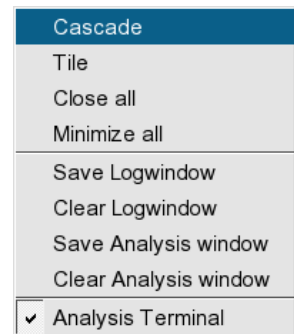 Cascade
Tile
Close all
Minimize all
Save Logwindow
Clear Logwindow
Save Analysis window
Clear Analysis window
Analysis Terminal